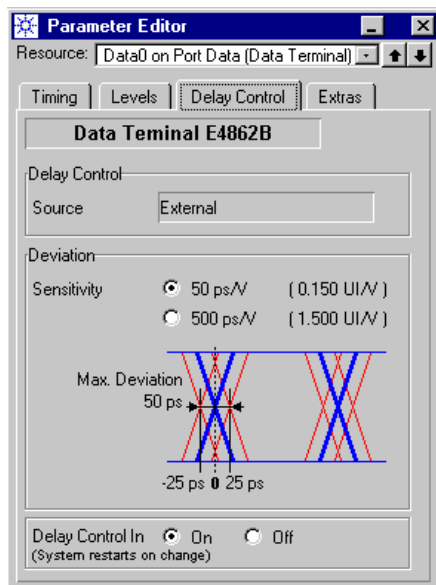 Parameter Editor
Resource: Data0 on Port Data (Data Terminal)
Timing Levels Delay Control Extras
Data Teminal E4862B
Delay Control
Source External
Deviation
Sensitivity 50 ps/V ( 0.150 UI/V )
500 ps/V ( 1.500 UI/V )
Max. Deviation
50 ps
-25 ps 0 25 ps
Delay Control In On Off
(System restarts on change)